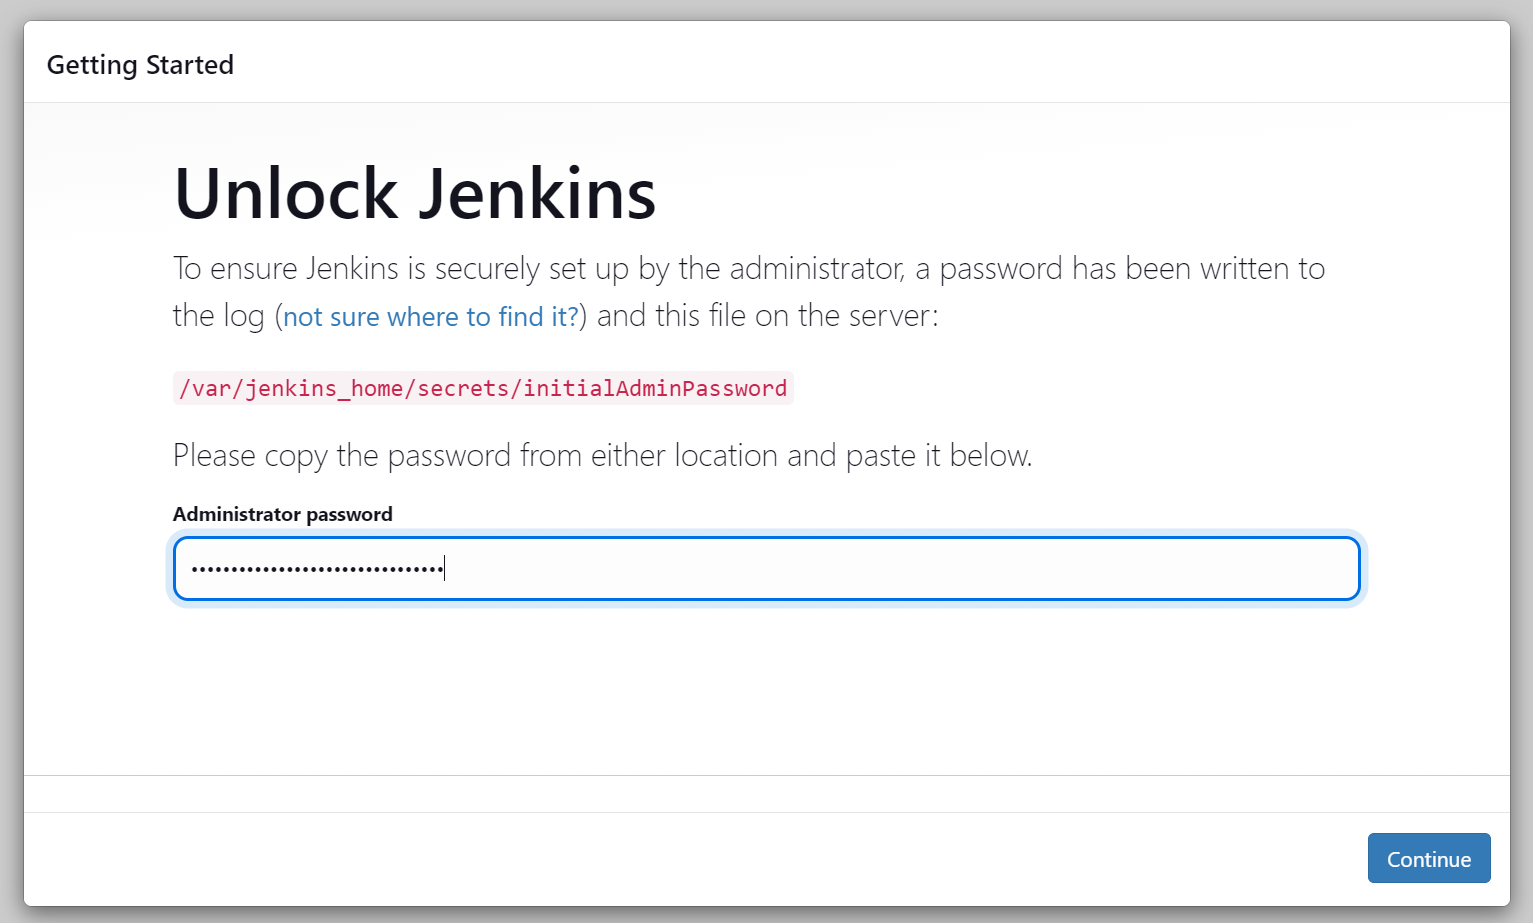 Getting Started
Unlock Jenkins
To ensure Jenkins is securely set up by the administrator, a password has been written to
the log (not sure where to find it?) and this file on the server:
/var/jenkins_home/secrets/initialAdminPassword
Please copy the password from either location and paste it below.
Administrator password
••••••••••••••••••••••••••••••••
Continue